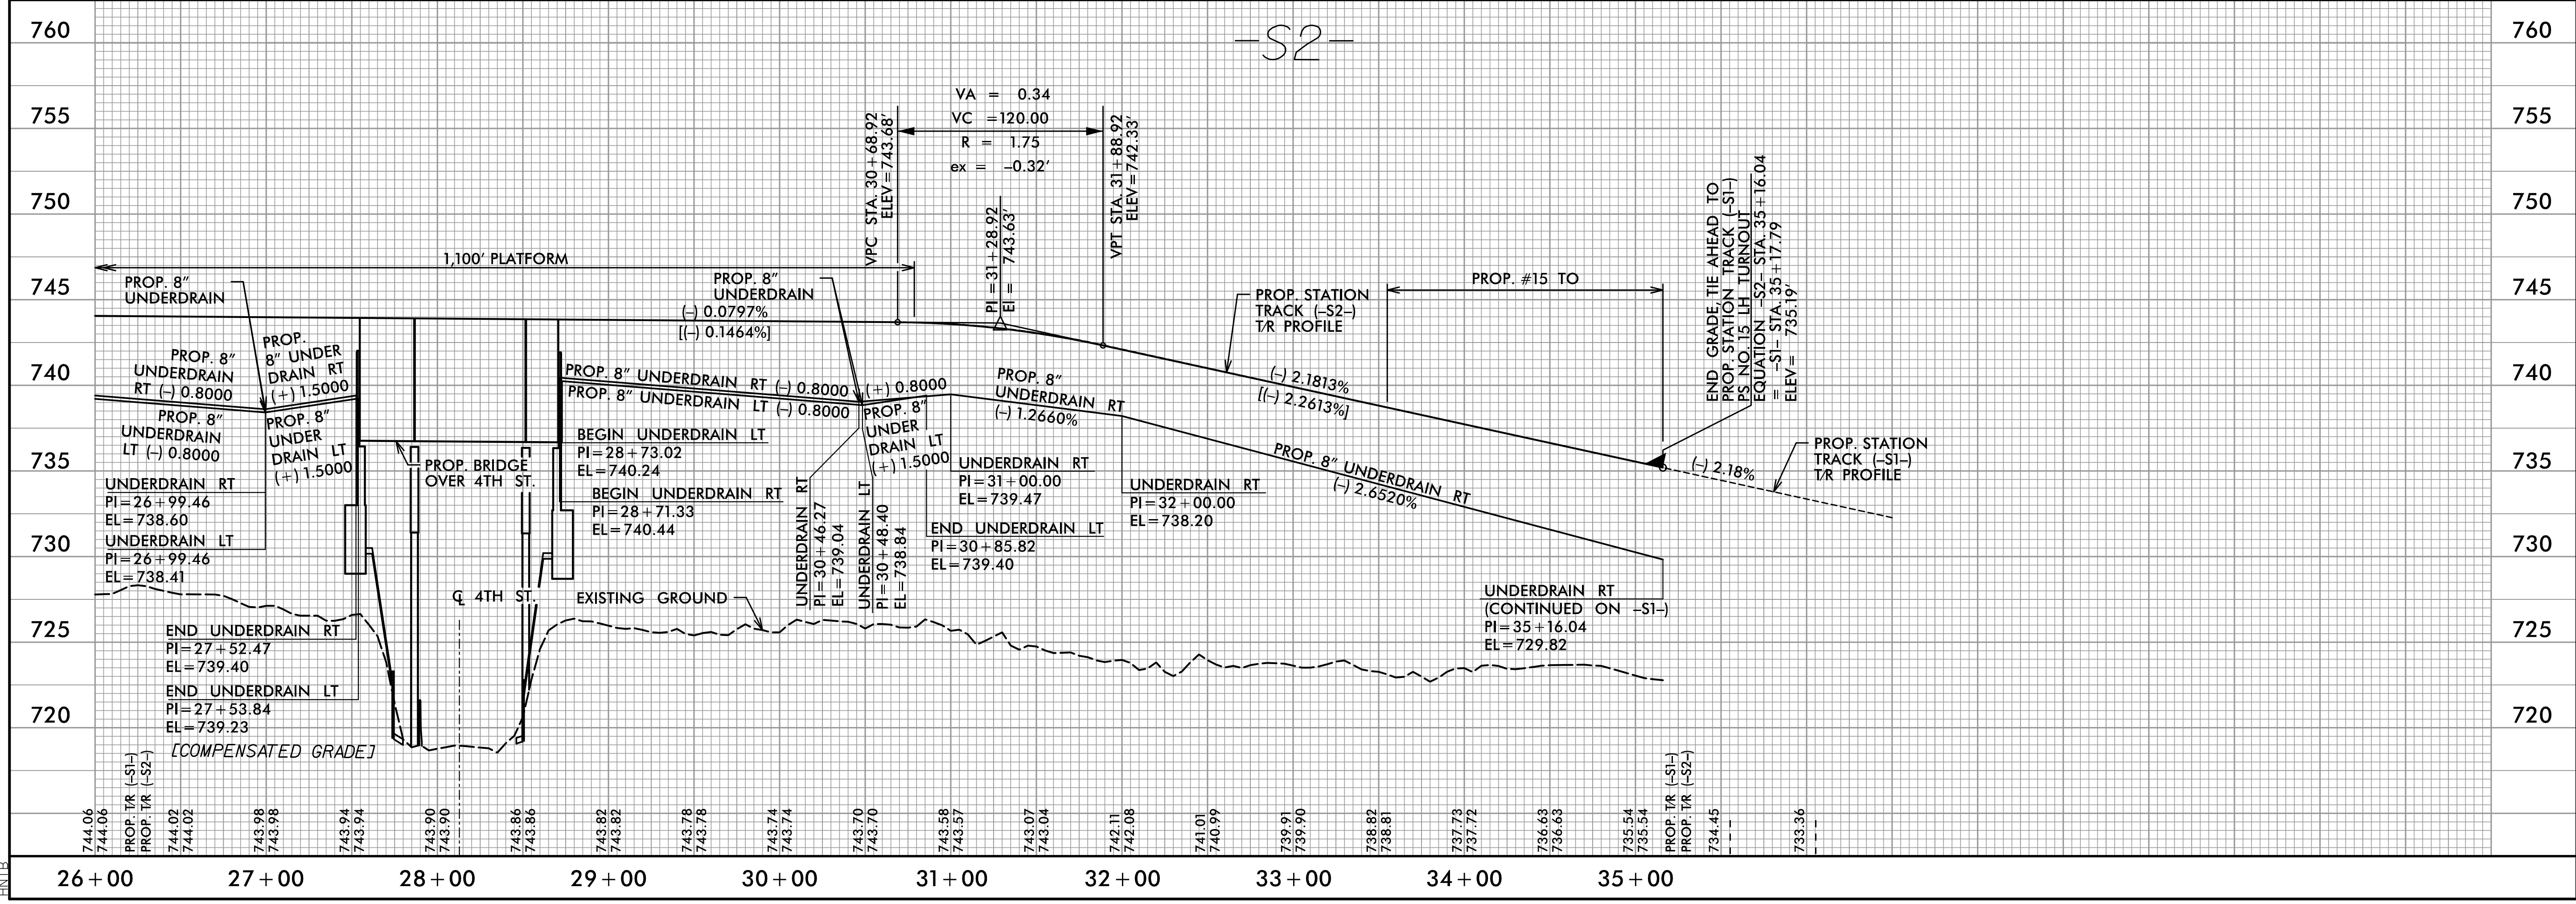 -S2-
760
755
750
745
740
735
730
725
720
760
755
750
745
740
735
730
725
720
VA = 0.34
VC =120.00
R = 1.75
ex = -0.32'
VPC STA. 30+68.92
ELEV=743.68'
VPT STA. 31+88.92
ELEV=742.33'
PI=31+28.92
El = 743.63'
1,100' PLATFORM
PROP. 8"
UNDERDRAIN
PROP. 8"
UNDERDRAIN
(-) 0.0797%
[(-) 0.1464%]
PROP. STATION
TRACK (-S2-)
T/R PROFILE
PROP. #15 TO
END GRADE, TIE AHEAD TO
PROP. STATION TRACK (-S1-)
PS NO. 15 LH TURNOUT
EQUATION -S2- STA. 35+16.04
= -S1- STA. 35+17.79
ELEV= 735.19'
PROP. 8"
UNDERDRAIN
RT (-) 0.8000
PROP.
8" UNDER
DRAIN RT
(+) 1.5000
PROP. 8"
UNDERDRAIN
LT (-) 0.8000
PROP. 8"
UNDER
DRAIN LT
(+) 1.5000
PROP. 8" UNDERDRAIN RT (-) 0.8000
PROP. 8" UNDERDRAIN LT (-) 0.8000
(+) 0.8000
PROP. 8"
UNDER
DRAIN LT
(+) 1.5000
PROP. 8"
UNDERDRAIN RT
(-) 1.2660%
(-) 2.1813%
[(-) 2.2613%]
PROP. 8" UNDERDRAIN RT
(-) 2.6520%
(-) 2.18%
PROP. STATION
TRACK (-S1-)
T/R PROFILE
PROP. BRIDGE
OVER 4TH ST.
BEGIN UNDERDRAIN LT
PI=28+73.02
EL=740.24
BEGIN UNDERDRAIN RT
PI=28+71.33
EL=740.44
UNDERDRAIN RT
PI=26+99.46
EL=738.60
UNDERDRAIN LT
PI=26+99.46
EL=738.41
UNDERDRAIN RT
PI=30+46.27
EL=739.04
UNDERDRAIN LT
PI=30+48.40
EL=738.84
UNDERDRAIN RT
PI=31+00.00
EL=739.47
END UNDERDRAIN LT
PI=30+85.82
EL=739.40
UNDERDRAIN RT
PI=32+00.00
EL=738.20
UNDERDRAIN RT
(CONTINUED ON -S1-)
PI=35+16.04
EL=729.82
℄ 4TH ST.
EXISTING GROUND
END UNDERDRAIN RT
PI=27+52.47
EL=739.40
END UNDERDRAIN LT
PI=27+53.84
EL=739.23
[COMPENSATED GRADE]
744.06
744.06
PROP. T/R (-S1-)
PROP. T/R (-S2-)
744.02
744.02
743.98
743.98
743.94
743.94
743.90
743.90
743.86
743.86
743.82
743.82
743.78
743.78
743.74
743.74
743.70
743.70
743.58
743.57
743.07
743.04
742.11
742.08
741.01
740.99
739.91
739.90
738.82
738.81
737.73
737.72
736.63
736.63
735.54
735.54
PROP. T/R (-S1-)
PROP. T/R (-S2-)
734.45
--
733.36
--
26+00
27+00
28+00
29+00
30+00
31+00
32+00
33+00
34+00
35+00
HNTB